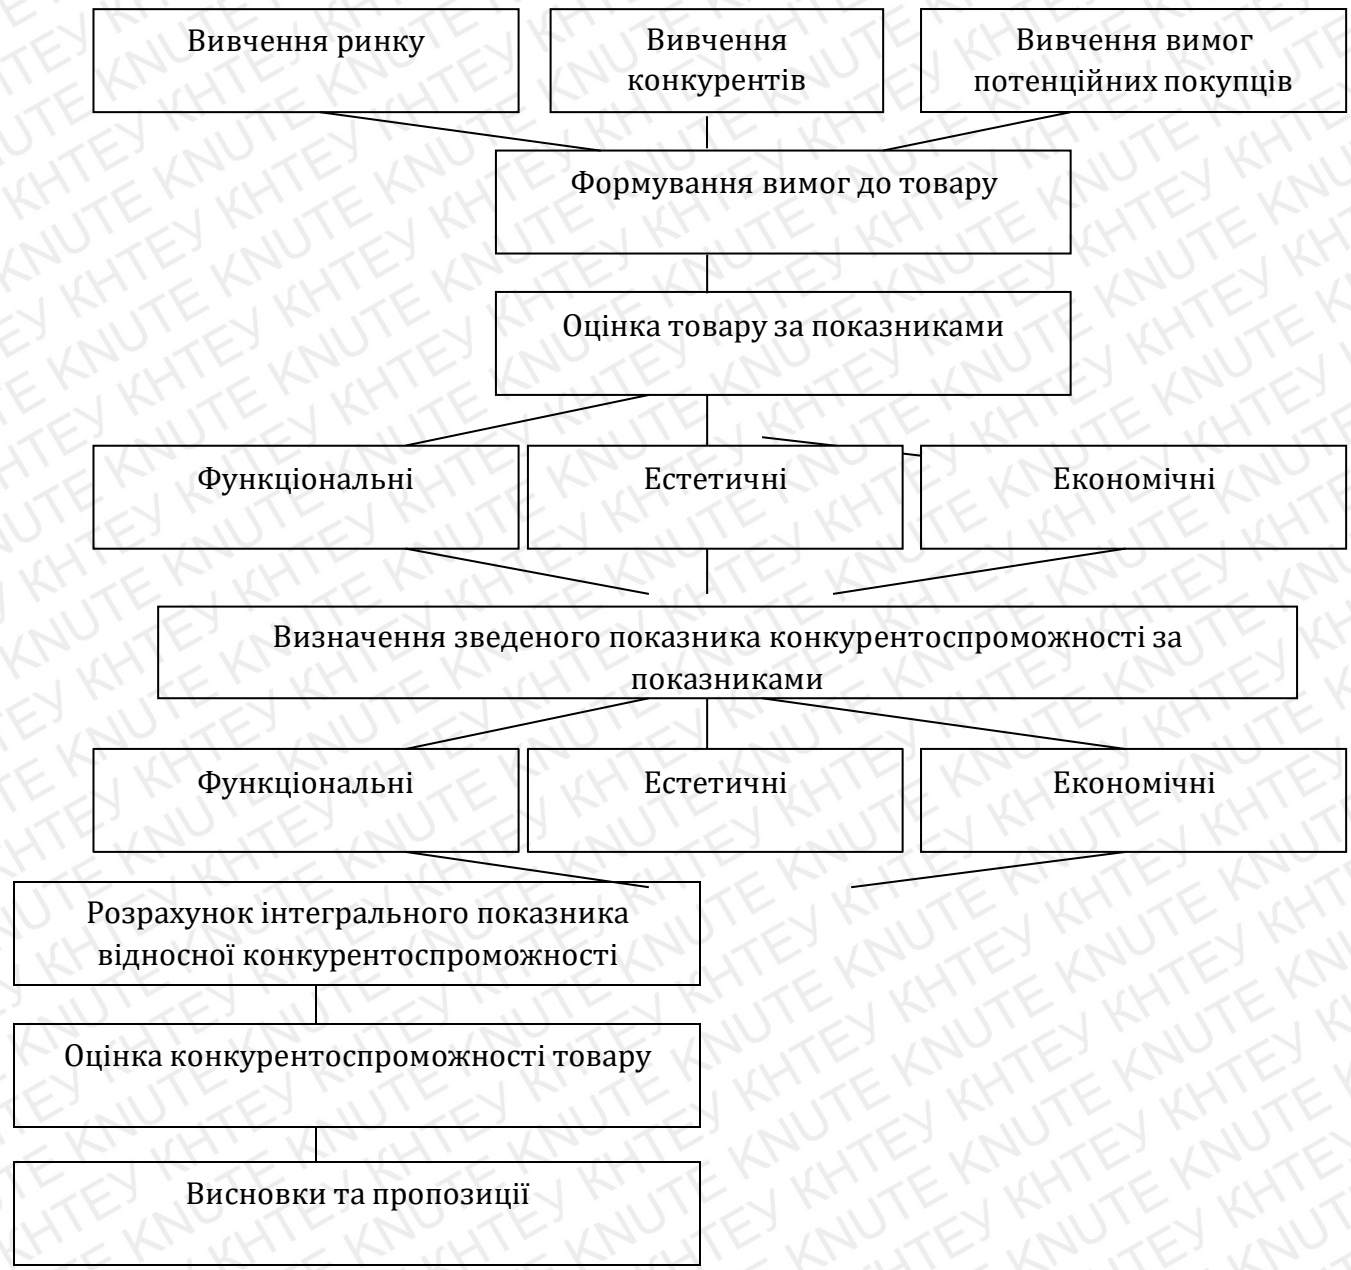 Вивчення ринку
Вивчення
конкурентів
Вивчення вимог
потенційних покупців
Формування вимог до товару
Оцінка товару за показниками
Функціональні
Естетичні
Економічні
Визначення зведеного показника конкурентоспроможності за
показниками
Функціональні
Естетичні
Економічні
Розрахунок інтегрального показника
відносної конкурентоспроможності
Оцінка конкурентоспроможності товару
Висновки та пропозиції